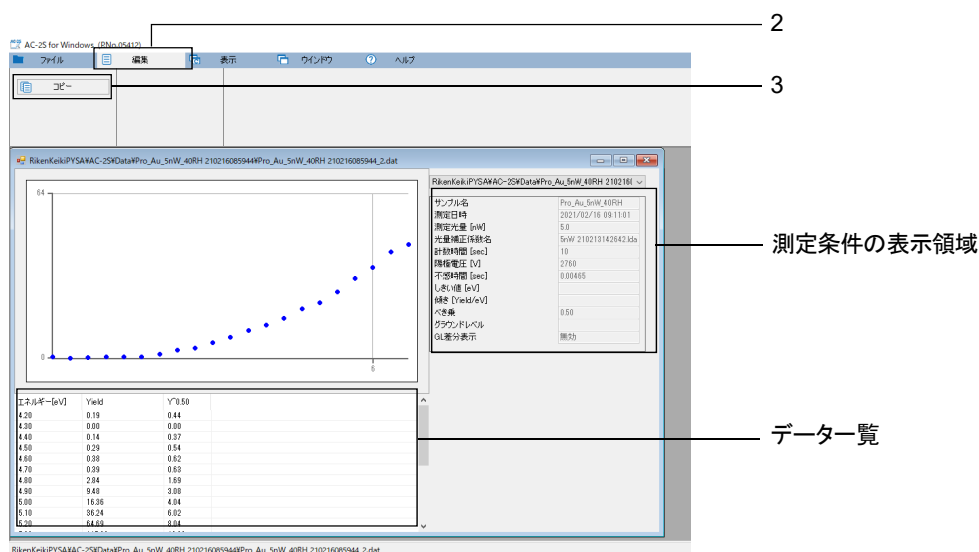 2
AC-2S for Windows (RNo.05412)
ファイル 編集 表示 ウインドウ ヘルプ
コピー
3
RikenKeikiPYSA¥AC-2S¥Data¥Pro_Au_5nW_40RH 210216085944¥Pro_Au_5nW_40RH 210216085944_2.dat
RikenKeikiPYSA¥AC-2S¥Data¥Pro_Au_5nW_40RH 210216(
64
0
6
サンプル名 Pro_Au_5nW_40RH
測定日時 2021/02/16 09:11:01
測定光量 [nW] 5.0
光量補正係数名 5nW 210213142642.lda
計数時間 [sec] 10
陽極電圧 [V] 2760
不感時間 [sec] 0.00465
しきい値 [eV]
傾き [Yield/eV]
べき乗 0.50
グラウンドレベル
GL差分表示 無効
測定条件の表示領域
エネルギー[eV] Yield Y^0.50
4.20 0.19 0.44
4.30 0.00 0.00
4.40 0.14 0.37
4.50 0.29 0.54
4.60 0.38 0.62
4.70 0.39 0.63
4.80 2.84 1.69
4.90 9.48 3.08
5.00 16.36 4.04
5.10 36.24 6.02
5.20 64.69 8.04
データ一覧
RikenKeikiPYSA¥AC-2S¥Data¥Pro_Au_5nW_40RH 210216085944¥Pro_Au_5nW_40RH 210216085944_2.dat